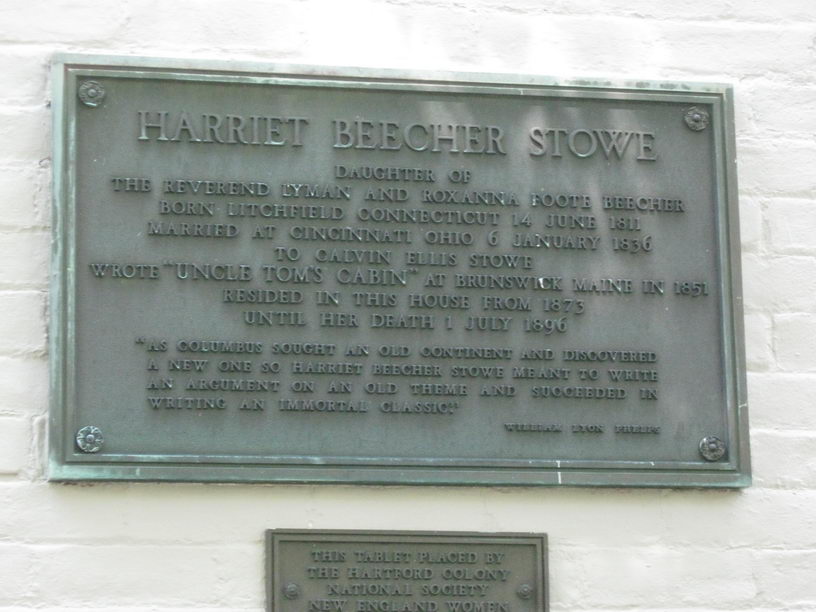 HARRIET BEECHER STOWE
DAUGHTER OF
THE REVEREND LYMAN AND ROXANNA FOOTE BEECHER
BORN LITCHFIELD CONNECTICUT 14 JUNE 1811
MARRIED AT CINCINNATI OHIO 6 JANUARY 1836
TO CALVIN ELLIS STOWE
WROTE "UNCLE TOM'S CABIN" AT BRUNSWICK MAINE IN 1851
RESIDED IN THIS HOUSE FROM 1873
UNTIL HER DEATH 1 JULY 1896
"AS COLUMBUS SOUGHT AN OLD CONTINENT AND DISCOVERED
A NEW ONE SO HARRIET BEECHER STOWE MEANT TO WRITE
AN ARGUMENT ON AN OLD THEME AND SUCCEEDED IN
WRITING AN IMMORTAL CLASSIC."
WILLIAM LYON PHELPS
THIS TABLET PLACED BY
THE HARTFORD COLONY
NATIONAL SOCIETY
NEW ENGLAND WOMEN